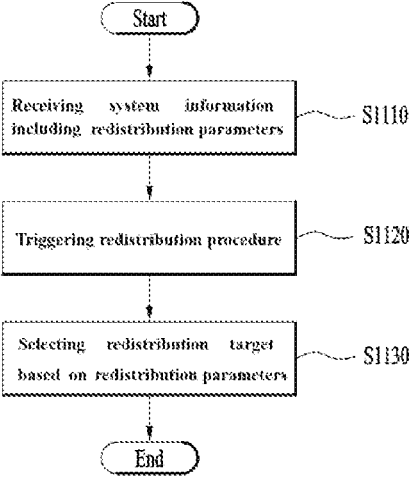 Start
Receiving system information
including redistribution parameters
S1110
Triggering redistribution procedure
S1120
Selecting redistribution target
based on redistribution parameters
S1130
End